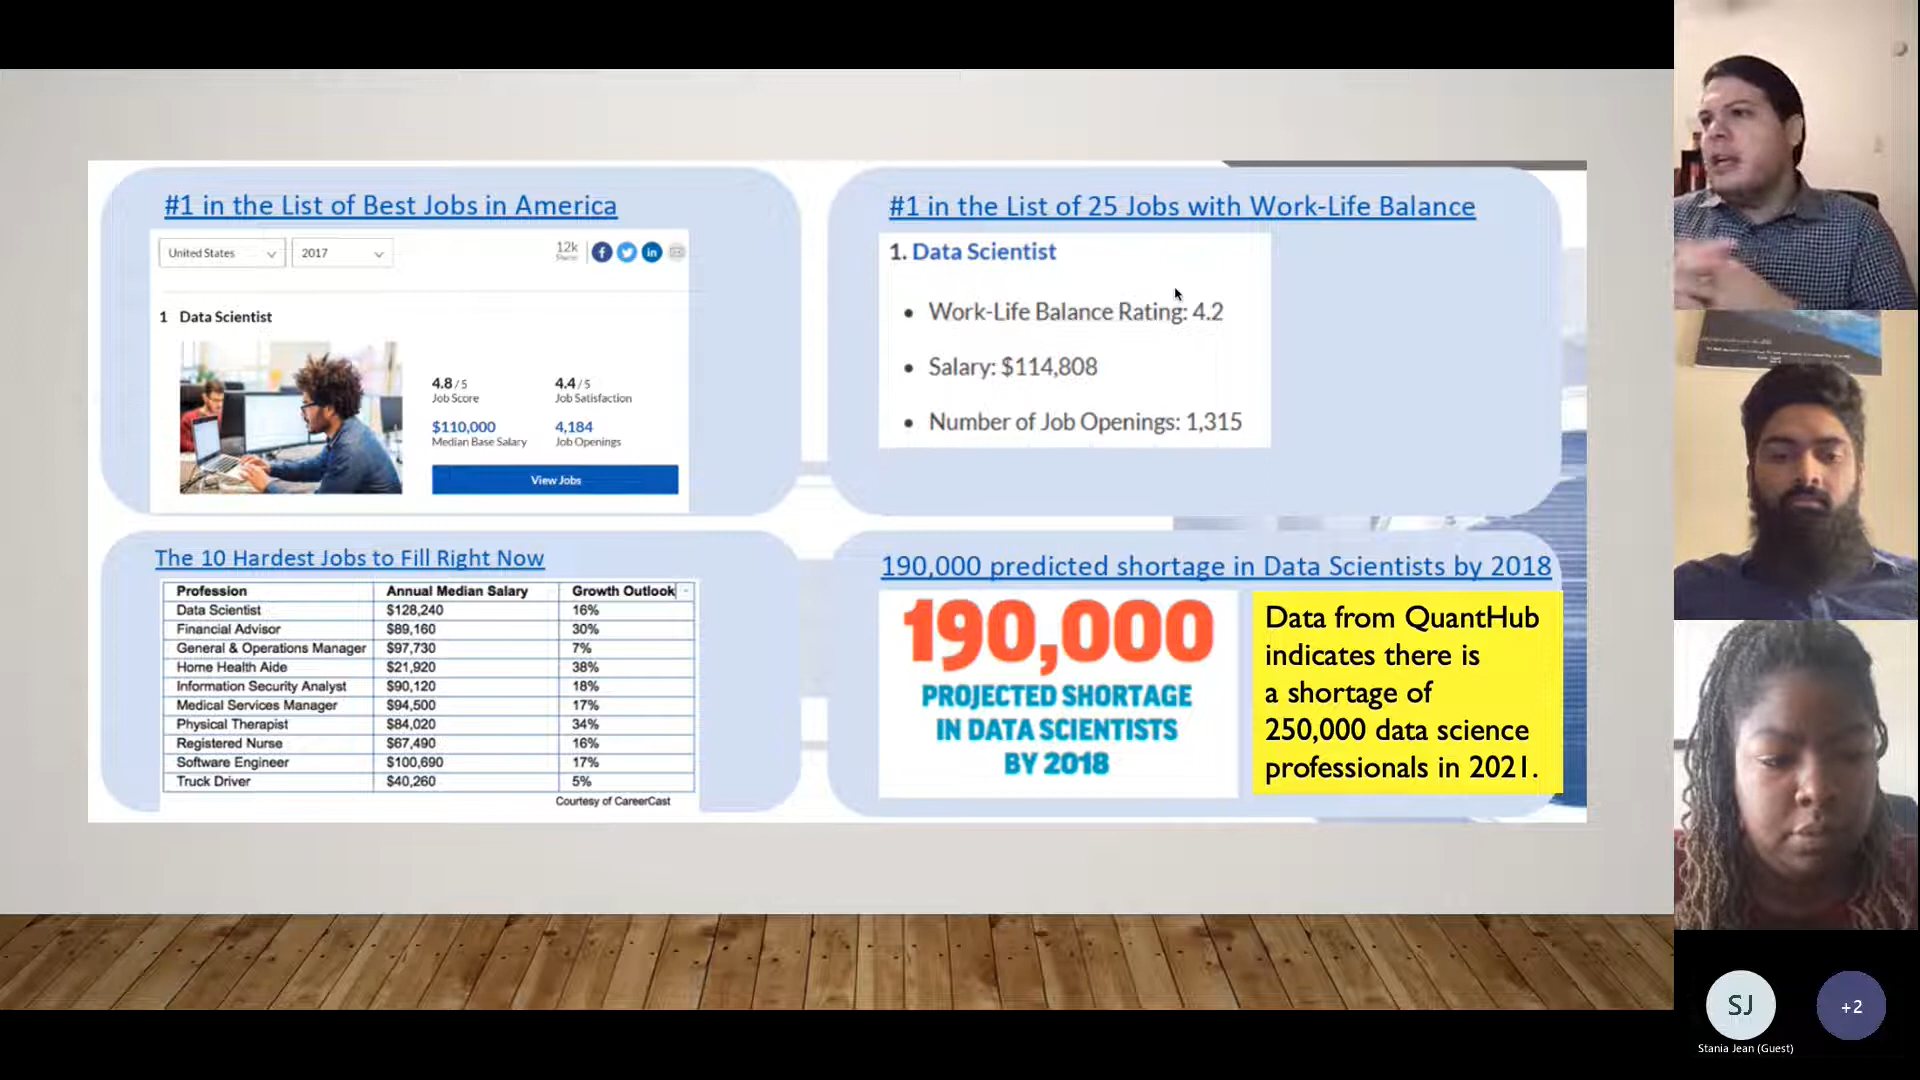 #1 in the List of Best Jobs in America
United States 2017 12k
1 Data Scientist
4.8 / 5 4.4 / 5
Job Score Job Satisfaction
$110,000 4,184
Median Base Salary Job Openings
View Jobs
#1 in the List of 25 Jobs with Work-Life Balance
1. Data Scientist
• Work-Life Balance Rating: 4.2
• Salary: $114,808
• Number of Job Openings: 1,315
The 10 Hardest Jobs to Fill Right Now
Profession Annual Median Salary Growth Outlook
Data Scientist $128,240 16%
Financial Advisor $89,160 30%
General & Operations Manager $97,730 7%
Home Health Aide $21,920 38%
Information Security Analyst $90,120 18%
Medical Services Manager $94,500 17%
Physical Therapist $84,020 34%
Registered Nurse $67,490 16%
Software Engineer $100,690 17%
Truck Driver $40,260 5%
Courtesy of CareerCast
190,000 predicted shortage in Data Scientists by 2018
190,000
PROJECTED SHORTAGE
IN DATA SCIENTISTS
BY 2018
Data from QuantHub
indicates there is
a shortage of
250,000 data science
professionals in 2021.
SJ +2
Stania Jean (Guest)